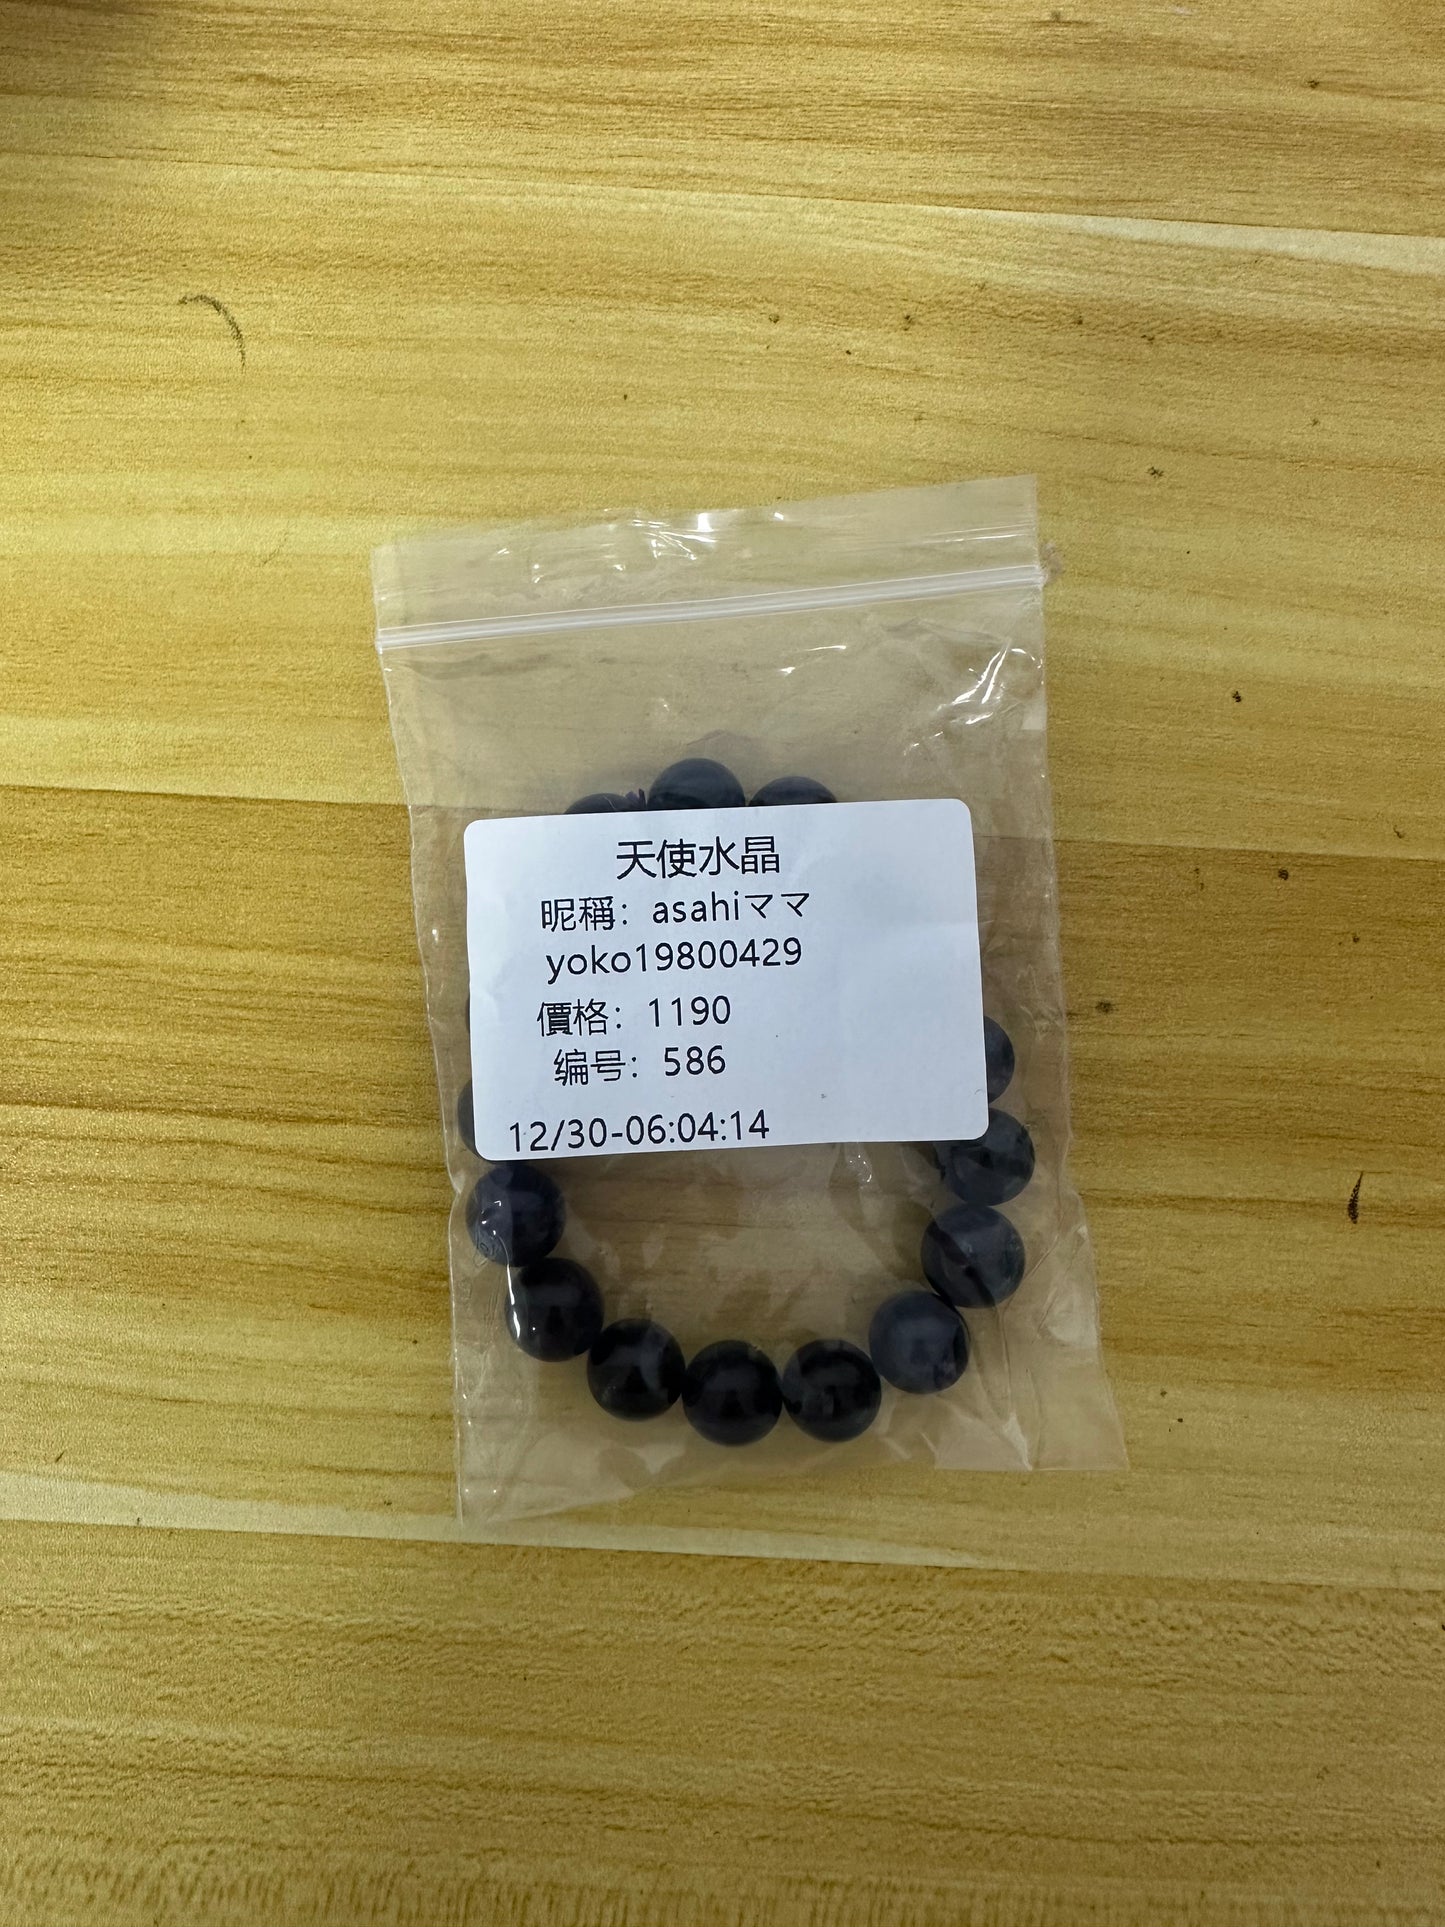 天使水晶
昵稱：asahiママ
yoko19800429
價格：1190
编号：586
12/30-06:04:14